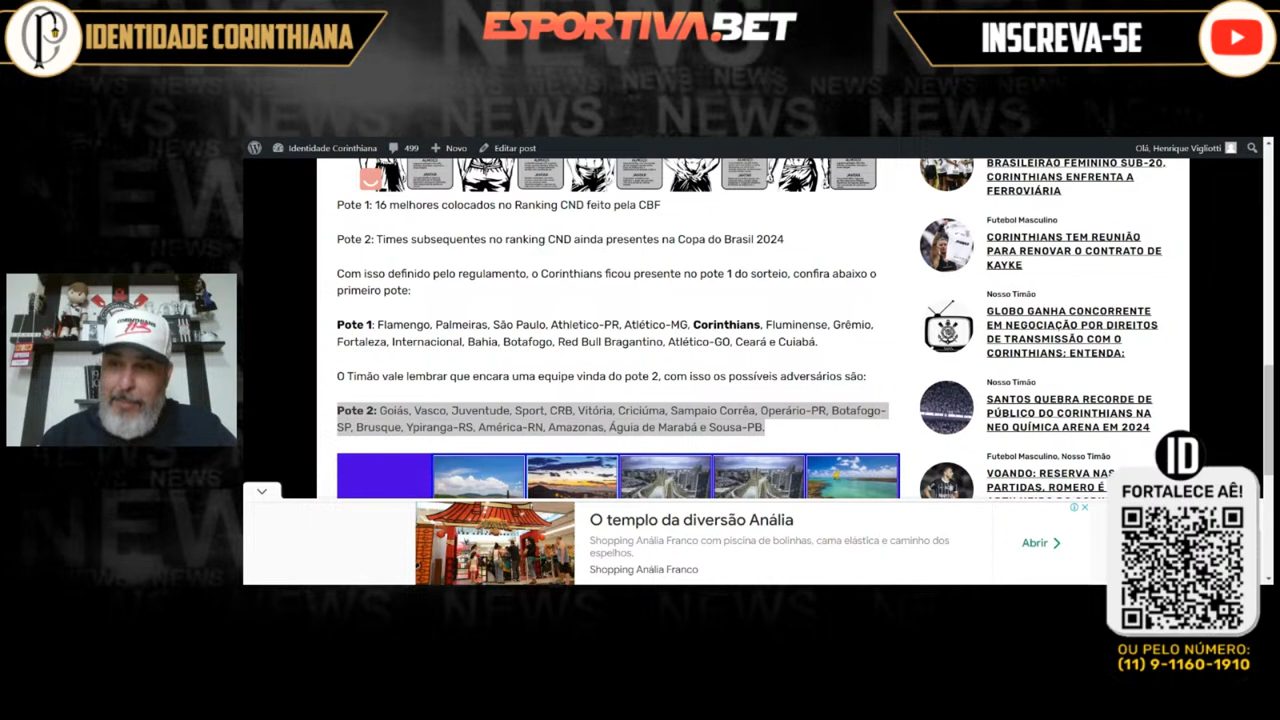 IDENTIDADE CORINTHIANA
ESPORTIVA.BET
INSCREVA-SE
NEWS
Identidade Corinthiana
499
Novo
Editar post
Olá, Henrique Vigliotti
Pote 1: 16 melhores colocados no Ranking CND feito pela CBF
Pote 2: Times subsequentes no ranking CND ainda presentes na Copa do Brasil 2024
Com isso definido pelo regulamento, o Corinthians ficou presente no pote 1 do sorteio, confira abaixo o
primeiro pote:
Pote 1: Flamengo, Palmeiras, São Paulo, Athletico-PR, Atlético-MG, Corinthians, Fluminense, Grêmio,
Fortaleza, Internacional, Bahia, Botafogo, Red Bull Bragantino, Atlético-GO, Ceará e Cuiabá.
O Timão vale lembrar que encara uma equipe vinda do pote 2, com isso os possíveis adversários são:
Pote 2: Goiás, Vasco, Juventude, Sport, CRB, Vitória, Criciúma, Sampaio Corrêa, Operário-PR, Botafogo-
SP, Brusque, Ypiranga-RS, América-RN, Amazonas, Águia de Marabá e Sousa-PB.
BRASILEIRÃO FEMININO SUB-20,
CORINTHIANS ENFRENTA A
FERROVIÁRIA
Futebol Masculino
CORINTHIANS TEM REUNIÃO
PARA RENOVAR O CONTRATO DE
KAYKE
Nosso Timão
GLOBO GANHA CONCORRENTE
EM NEGOCIAÇÃO POR DIREITOS
DE TRANSMISSÃO COM O
CORINTHIANS; ENTENDA:
Nosso Timão
SANTOS QUEBRA RECORDE DE
PÚBLICO DO CORINTHIANS NA
NEO QUÍMICA ARENA EM 2024
Futebol Masculino, Nosso Timão
VOANDO: RESERVA NAS
PARTIDAS, ROMERO É
O templo da diversão Anália
Shopping Anália Franco com piscina de bolinhas, cama elástica e caminho dos
espelhos.
Shopping Anália Franco
Abrir
ID
FORTALECE AÊ!
OU PELO NÚMERO:
(11) 9-1160-1910